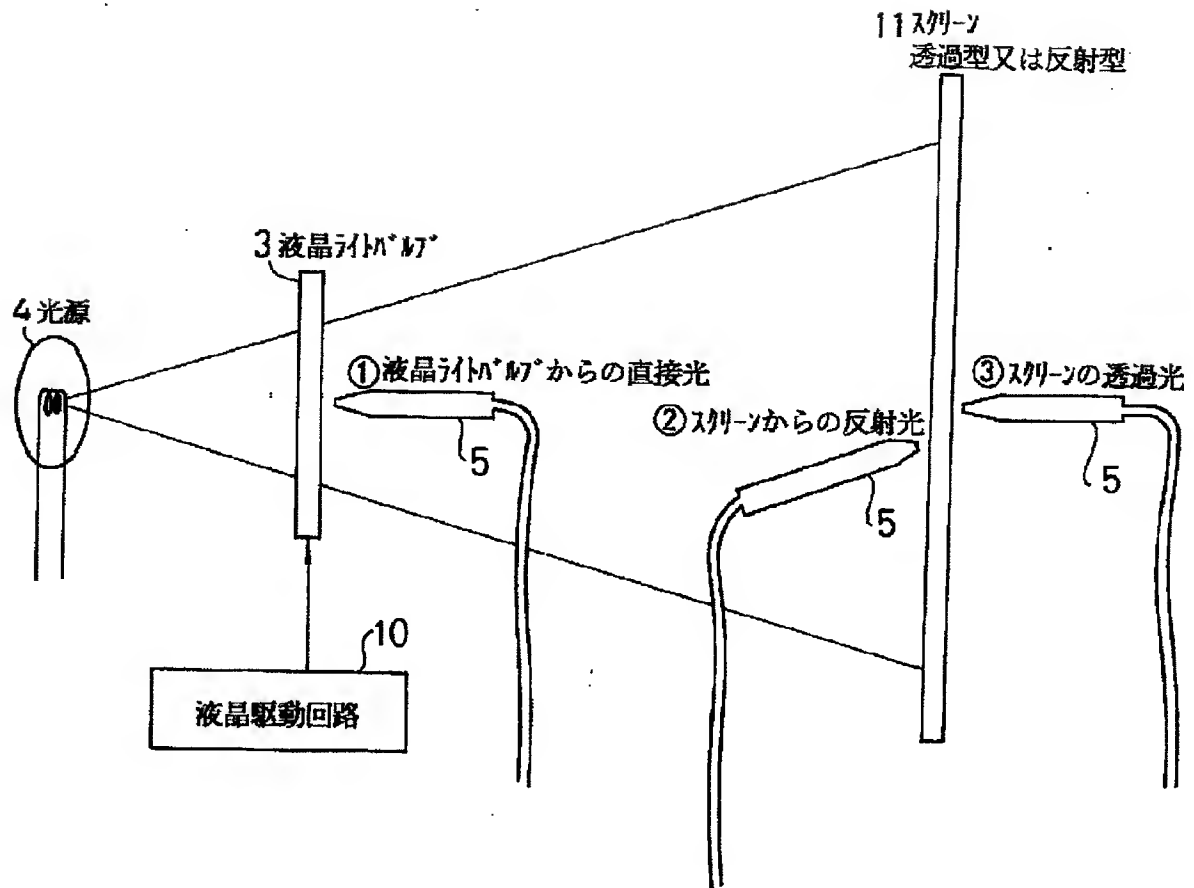 11 ｽｸﾘｰﾝ
透過型又は反射型
3 液晶ﾗｲﾄﾊﾞﾙﾌﾞ
4 光源
①液晶ﾗｲﾄﾊﾞﾙﾌﾞからの直接光
5
②ｽｸﾘｰﾝからの反射光
5
③ｽｸﾘｰﾝの透過光
5
10
液晶駆動回路